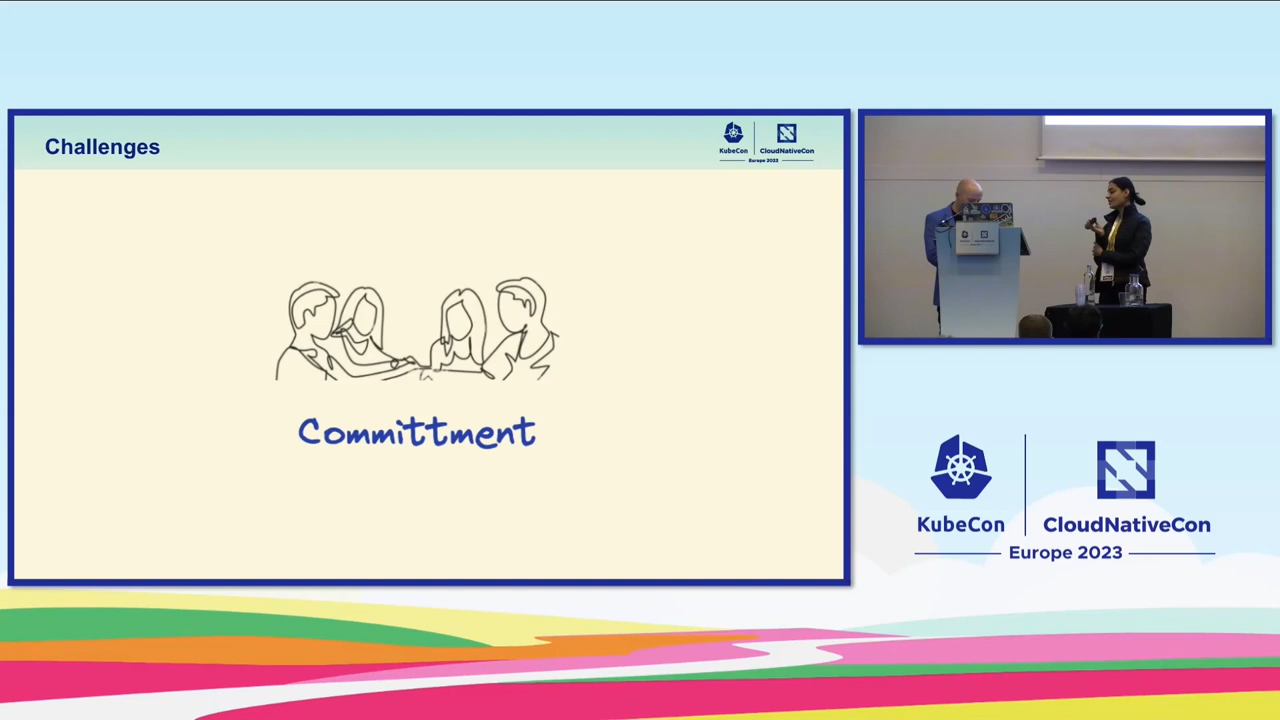 Challenges
KubeCon
CloudNativeCon
Europe 2023
Committment
KubeCon
CloudNativeCon
Europe 2023